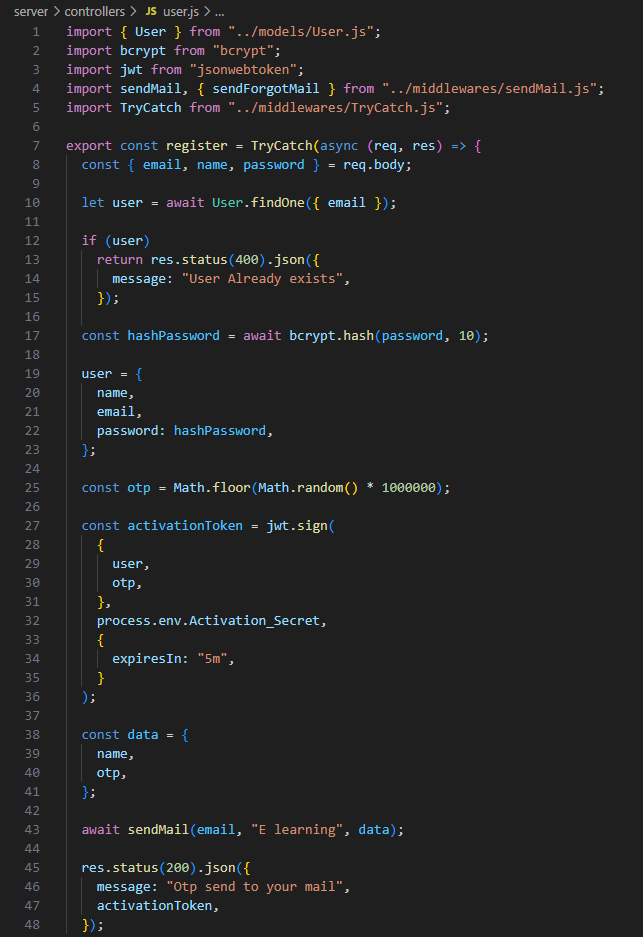 server > controllers > JS user.js > ...
1 import { User } from "../models/User.js";
2 import bcrypt from "bcrypt";
3 import jwt from "jsonwebtoken";
4 import sendMail, { sendForgotMail } from "../middlewares/sendMail.js";
5 import TryCatch from "../middlewares/TryCatch.js";
6
7 export const register = TryCatch(async (req, res) => {
8   const { email, name, password } = req.body;
9
10   let user = await User.findOne({ email });
11
12   if (user)
13     return res.status(400).json({
14       message: "User Already exists",
15     });
16
17   const hashPassword = await bcrypt.hash(password, 10);
18
19   user = {
20     name,
21     email,
22     password: hashPassword,
23   };
24
25   const otp = Math.floor(Math.random() * 1000000);
26
27   const activationToken = jwt.sign(
28     {
29       user,
30       otp,
31     },
32     process.env.Activation_Secret,
33     {
34       expiresIn: "5m",
35     }
36   );
37
38   const data = {
39     name,
40     otp,
41   };
42
43   await sendMail(email, "E learning", data);
44
45   res.status(200).json({
46     message: "Otp send to your mail",
47     activationToken,
48   });